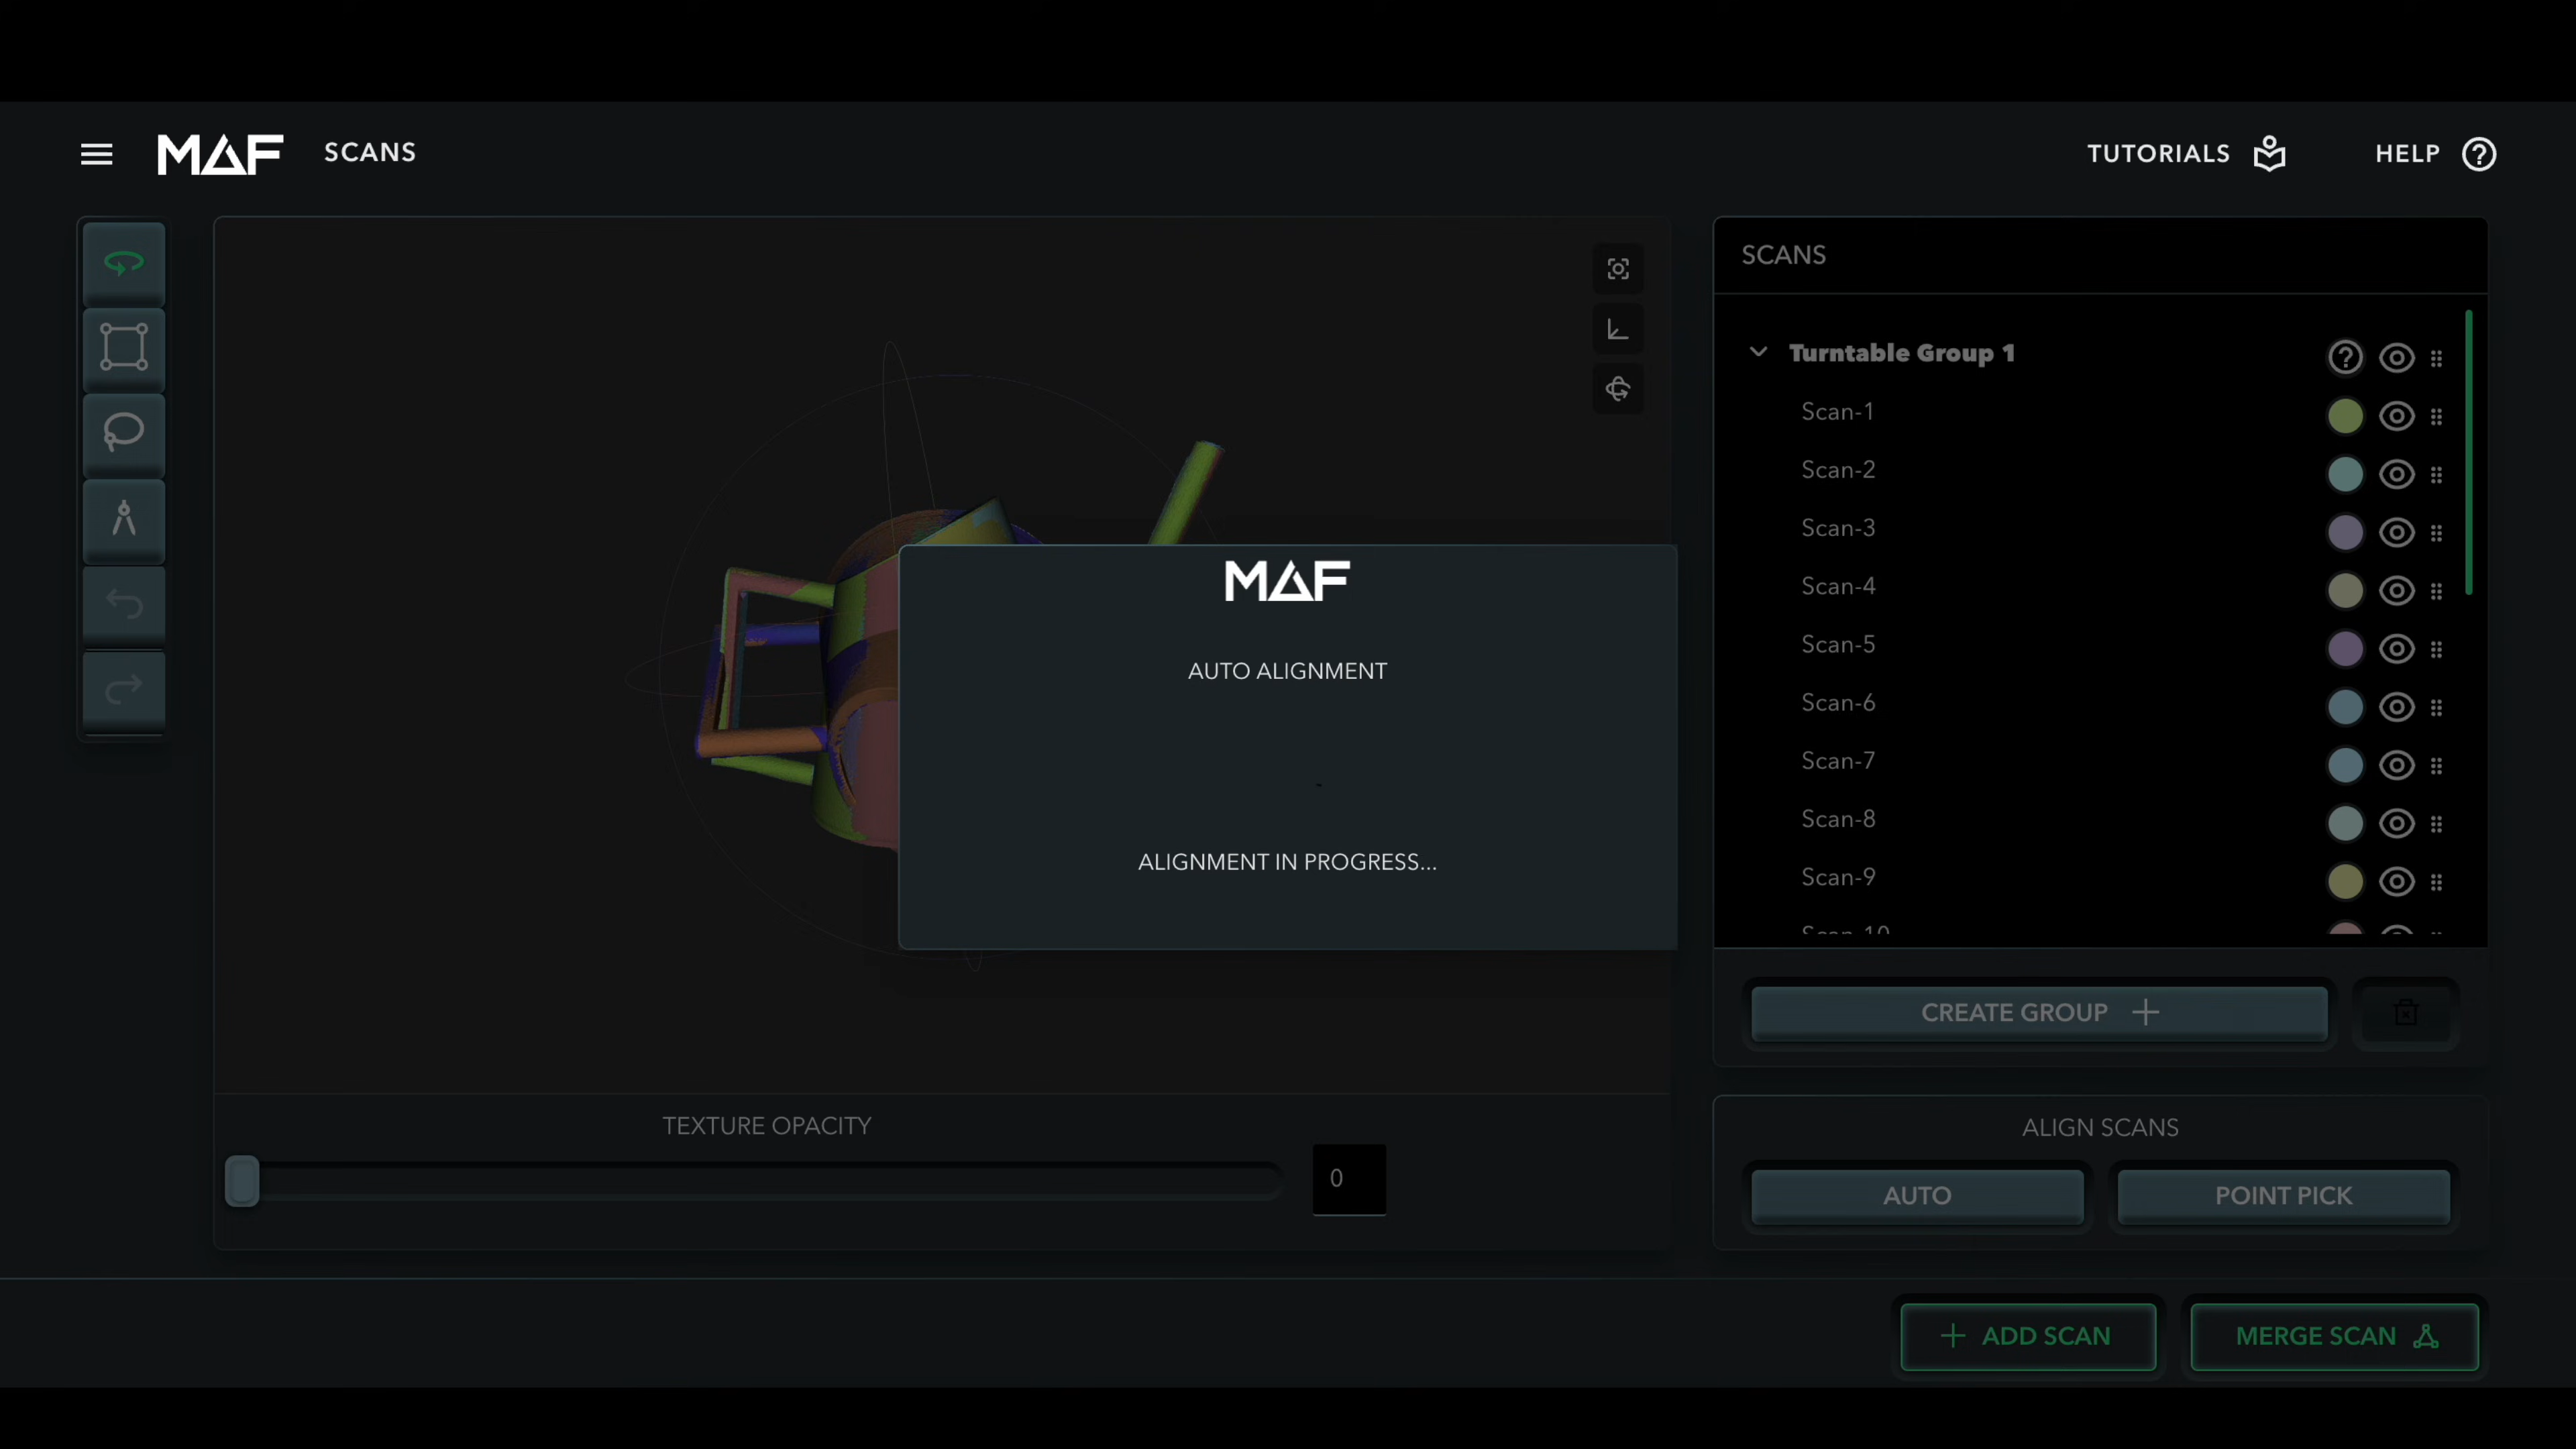 MAF SCANS
TUTORIALS
HELP
SCANS
Turntable Group 1
Scan-1
Scan-2
Scan-3
Scan-4
Scan-5
Scan-6
Scan-7
Scan-8
Scan-9
Scan-10
CREATE GROUP
MAF
AUTO ALIGNMENT
ALIGNMENT IN PROGRESS...
TEXTURE OPACITY
0
ALIGN SCANS
AUTO
POINT PICK
ADD SCAN
MERGE SCAN